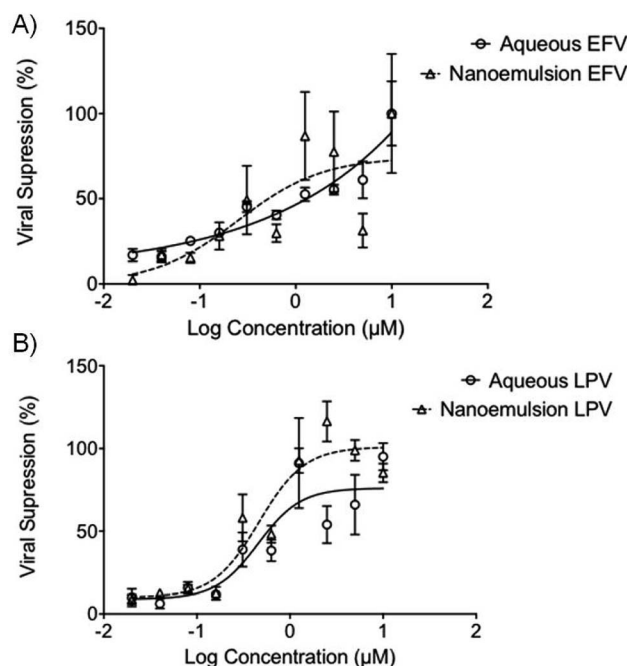 A)
150
Aqueous EFV
Nanoemulsion EFV
100
50
0
Viral Supression (%)
-2
-1
0
1
2
Log Concentration (µM)
B)
150
Aqueous LPV
Nanoemulsion LPV
100
50
0
Viral Supression (%)
-2
-1
0
1
2
Log Concentration (µM)